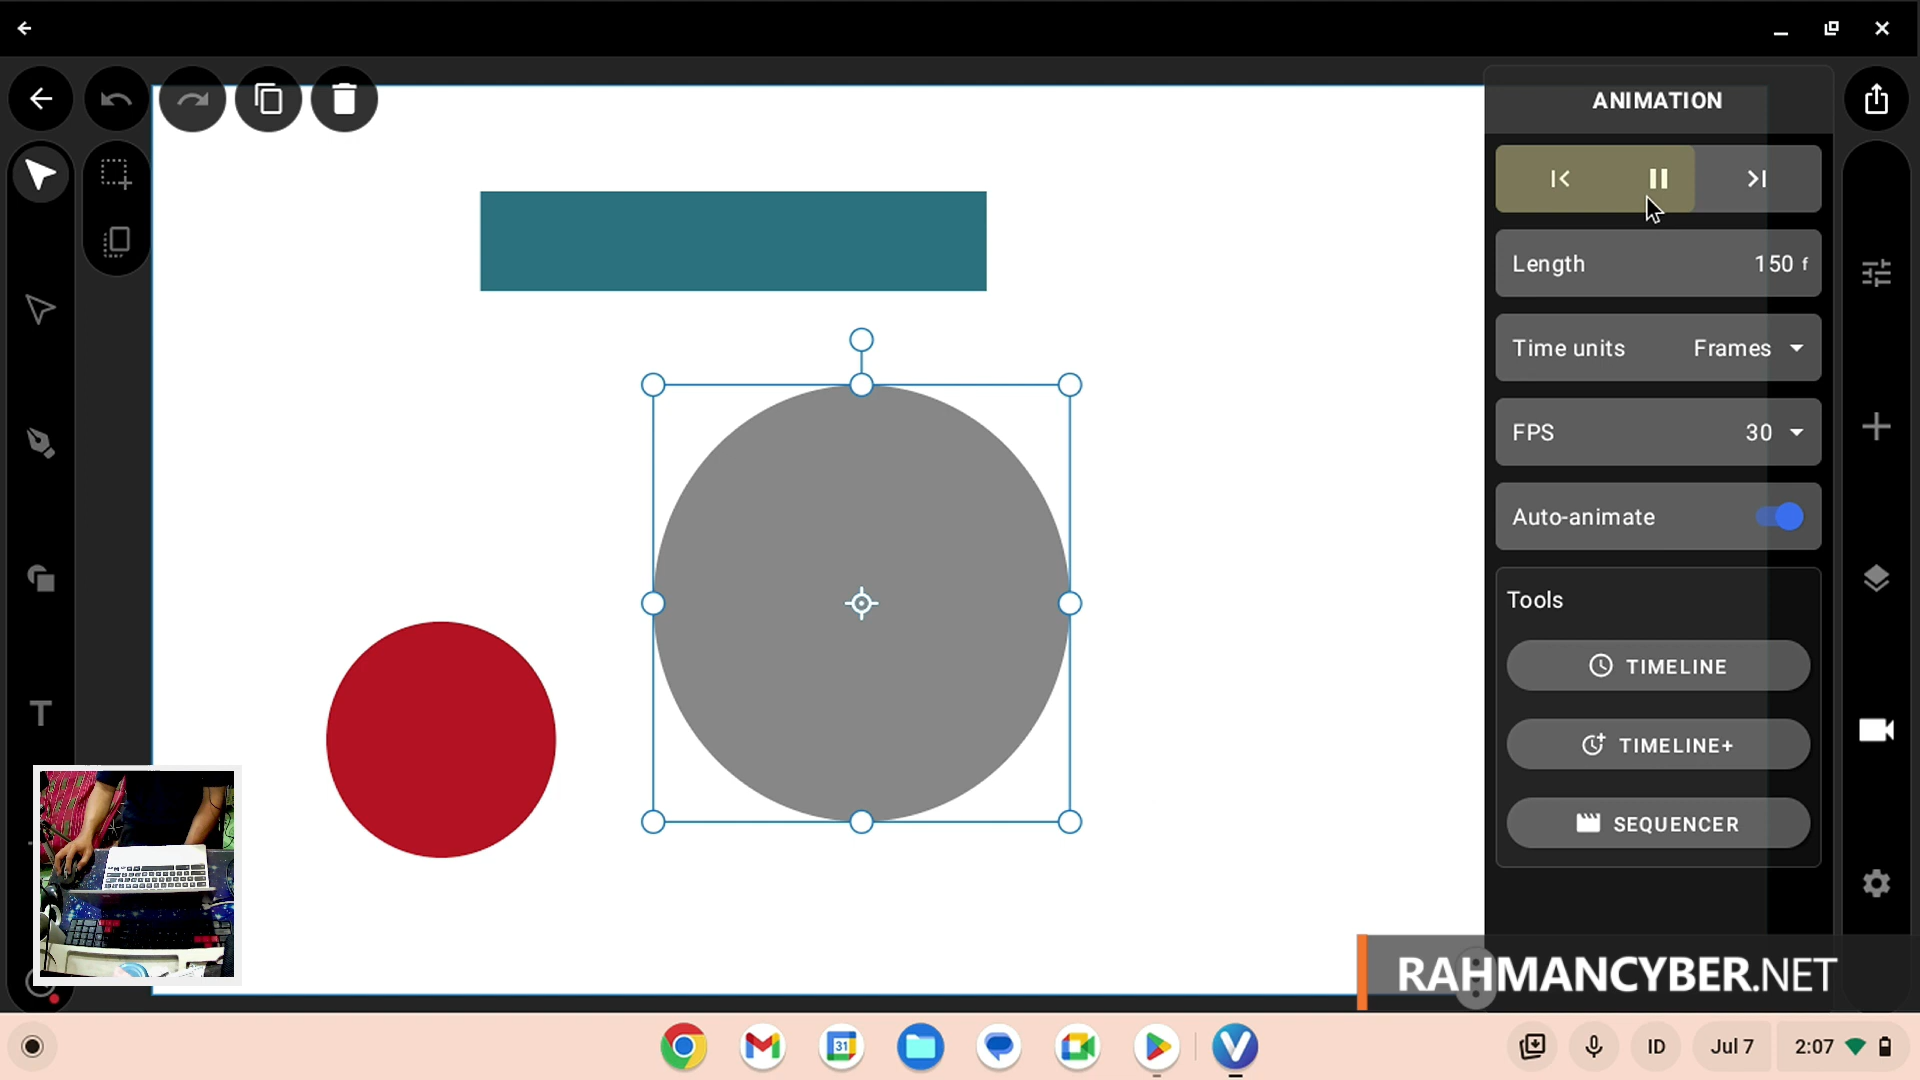 ANIMATION
Length 150 f
Time units Frames
FPS 30
Auto-animate
Tools
TIMELINE
TIMELINE+
SEQUENCER
T
RAHMANCYBER.NET
31
ID
Jul 7
2:07